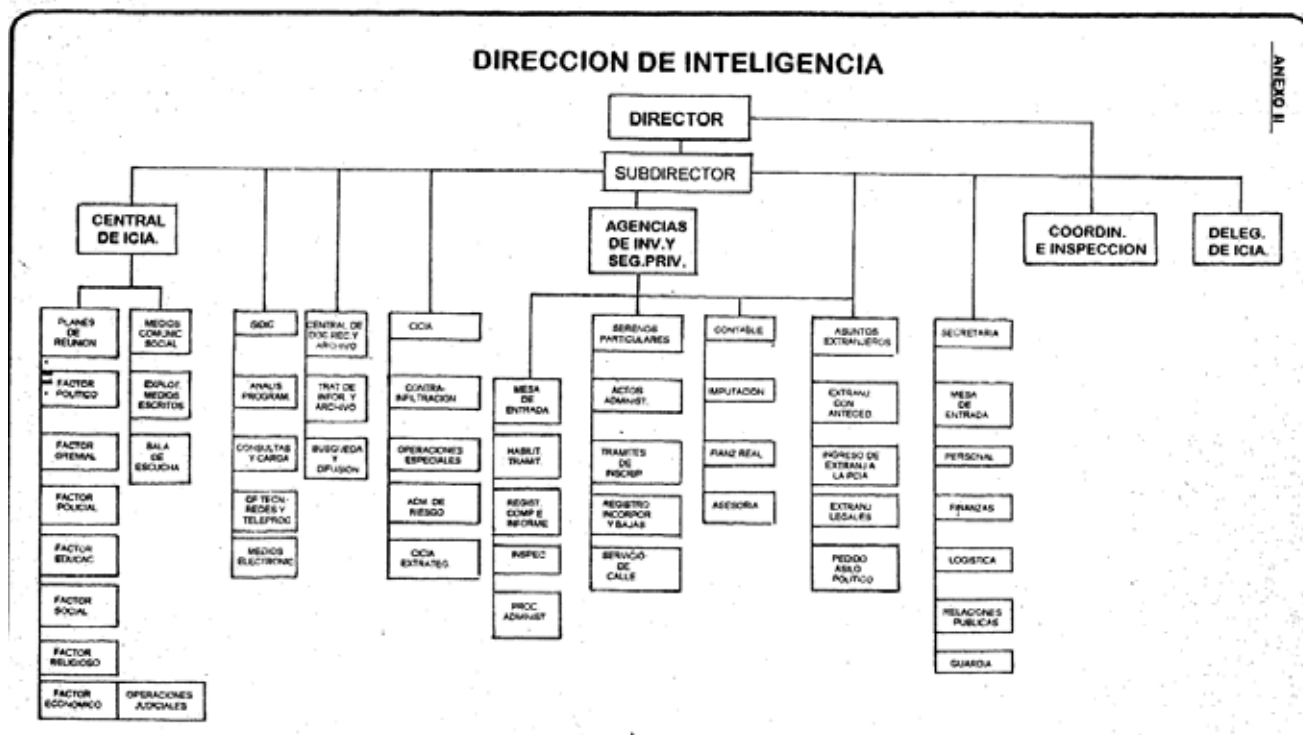 DIRECCION DE INTELIGENCIA
ANEXO II
DIRECTOR
SUBDIRECTOR
CENTRAL
DE ICIA.
AGENCIAS
DE INV.Y
SEG.PRIV.
COORDIN.
E INSPECCION
DELEG.
DE ICIA.
PLANES
DE
REUNION
FACTOR
POLITICO
FACTOR
GREMIAL
FACTOR
POLICIAL
FACTOR
EDUCAC
FACTOR
SOCIAL
FACTOR
RELIGIOSO
FACTOR
ECONOMICO
OPERACIONES
JUDICIALES
MEDIOS
COMUNIC
SOCIAL
EXPLOT.
MEDIOS
ESCRITOS
SALA
DE
ESCUCHA
ANALIS
PROGRAM.
CONSULTAS
Y CARGA
OF TECN-
REDES Y
TELEPROC
MEDIOS
ELECTRONIC
CENTRAL DE
DOC.REC.Y
ARCHIVO
TRAT DE
INFOR. Y
ARCHIVO
BUSQUEDA
Y
DIFUSION
CICIA
CONTRA-
INFILTRACION
OPERACIONES
ESPECIALES
ADM. DE
RIESGO
CICIA
EXTRATEG.
MESA
DE
ENTRADA
HABILIT.
TRAMIT.
REGIST.
COMP E
INFORME
INSPEC
PROC
ADMINIST
SERENOS
PARTICULARES
ACTOS
ADMINIST.
TRAMITES
DE
INSCRIP
REGISTRO
INCORPOR
Y BAJAS
SERVICIO
DE
CALLE
CONTABLE
IMPUTACION
FIANZ REAL
ASESORIA
ASUNTOS
EXTRANJEROS
EXTRANJ
CON
ANTECED.
INGRESO DE
EXTRANJ A
LA PCIA
EXTRANJ
LEGALES
PEDIDO
ASILO
POLITICO
SECRETARIA
MESA
DE
ENTRADA
PERSONAL
FINANZAS
LOGISTICA
RELACIONES
PUBLICAS
GUARDIA